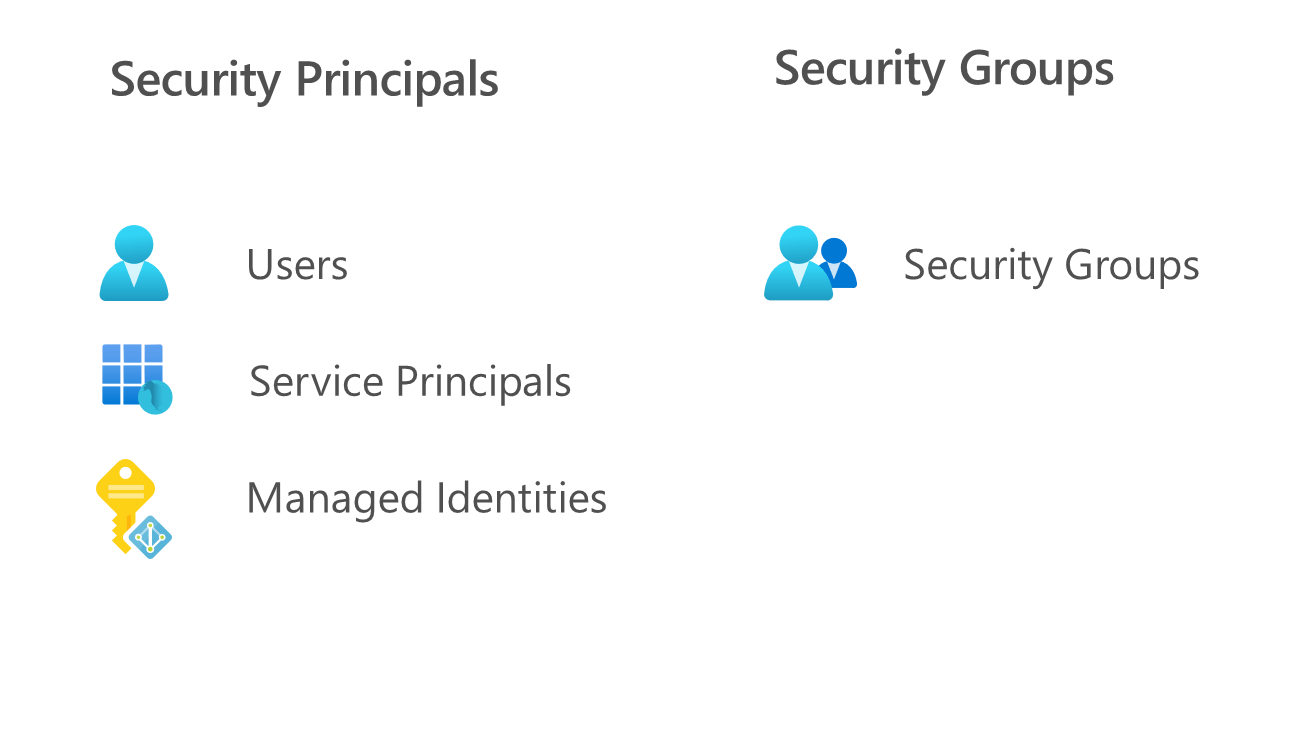 Security Principals
Users
Service Principals
Managed Identities
Security Groups
Security Groups